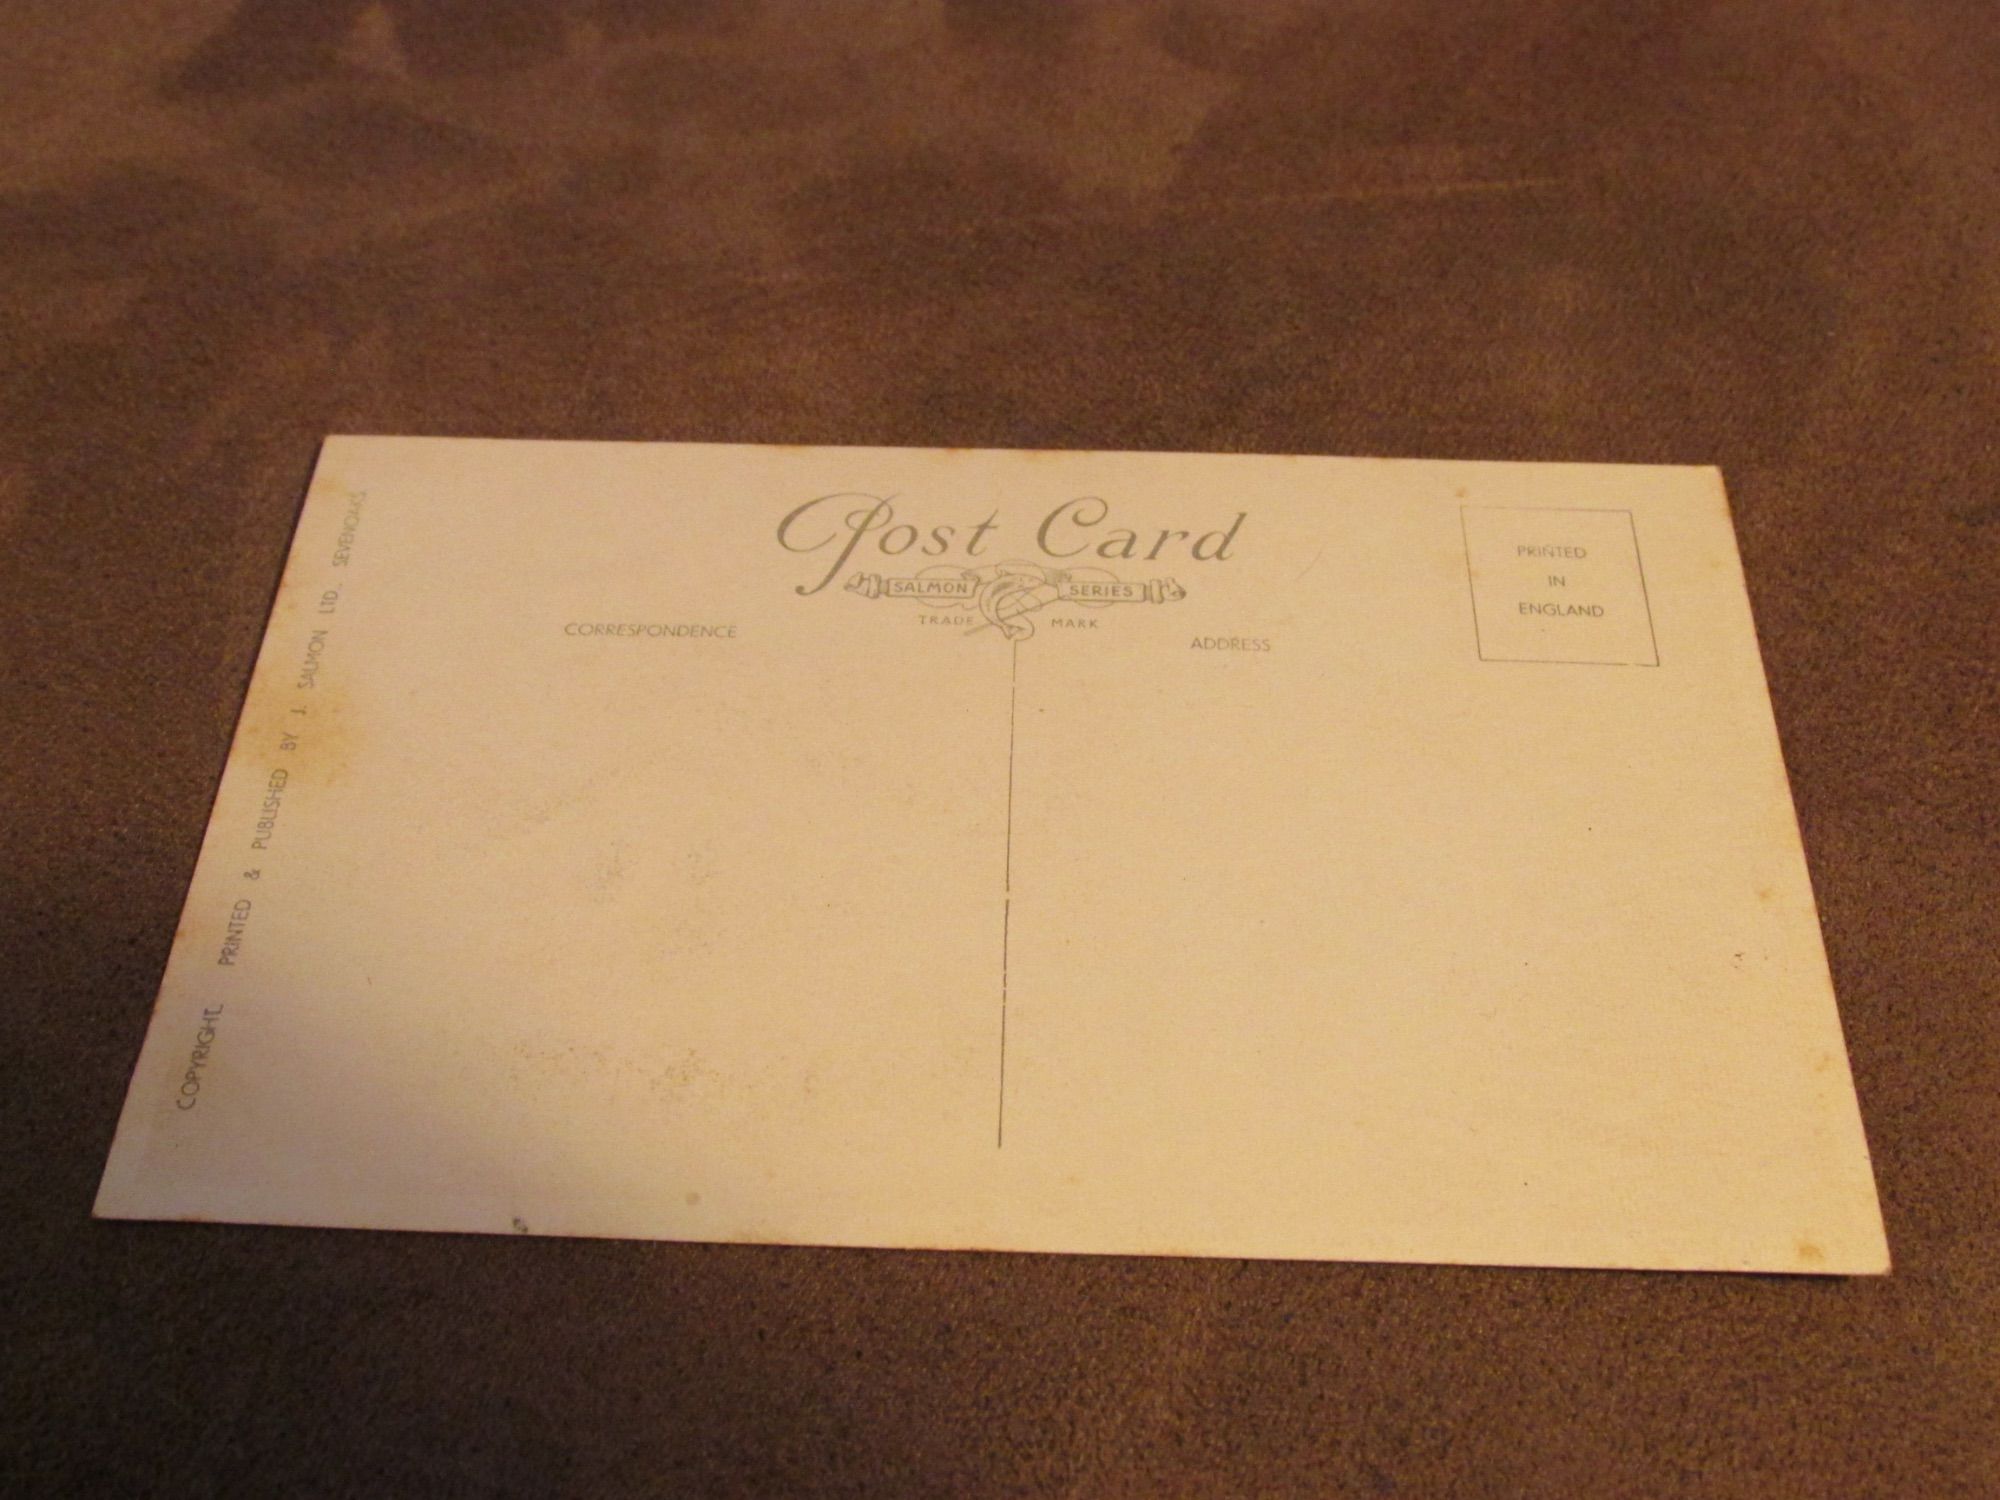 Post Card
SALMON SERIES
TRADE MARK
CORRESPONDENCE
ADDRESS
PRINTED
IN
ENGLAND
COPYRIGHT. PRINTED & PUBLISHED BY J. SALMON LTD. SEVENOAKS